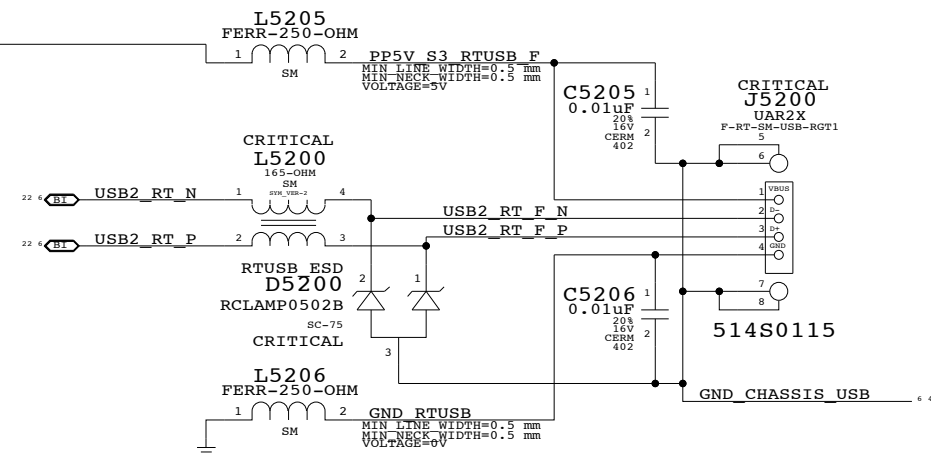 L5205
FERR-250-OHM
1
2
SM
PP5V_S3_RTUSB_F
MIN_LINE_WIDTH=0.5 mm
MIN_NECK_WIDTH=0.5 mm
VOLTAGE=5V
C5205
0.01uF
20%
16V
CERM
402
1
2
CRITICAL
J5200
UAR2X
F-RT-SM-USB-RGT1
5
6
CRITICAL
L5200
165-OHM
SM
SYM_VER-2
22 6
BI
USB2_RT_N
1
4
22 6
BI
USB2_RT_P
2
3
USB2_RT_F_N
USB2_RT_F_P
1
VBUS
2
D-
3
D+
4
GND
RTUSB_ESD
D5200
RCLAMP0502B
SC-75
CRITICAL
2
1
3
C5206
0.01uF
20%
16V
CERM
402
1
2
7
8
514S0115
L5206
FERR-250-OHM
1
2
SM
GND_RTUSB
MIN_LINE_WIDTH=0.5 mm
MIN_NECK_WIDTH=0.5 mm
VOLTAGE=0V
GND_CHASSIS_USB
6 4